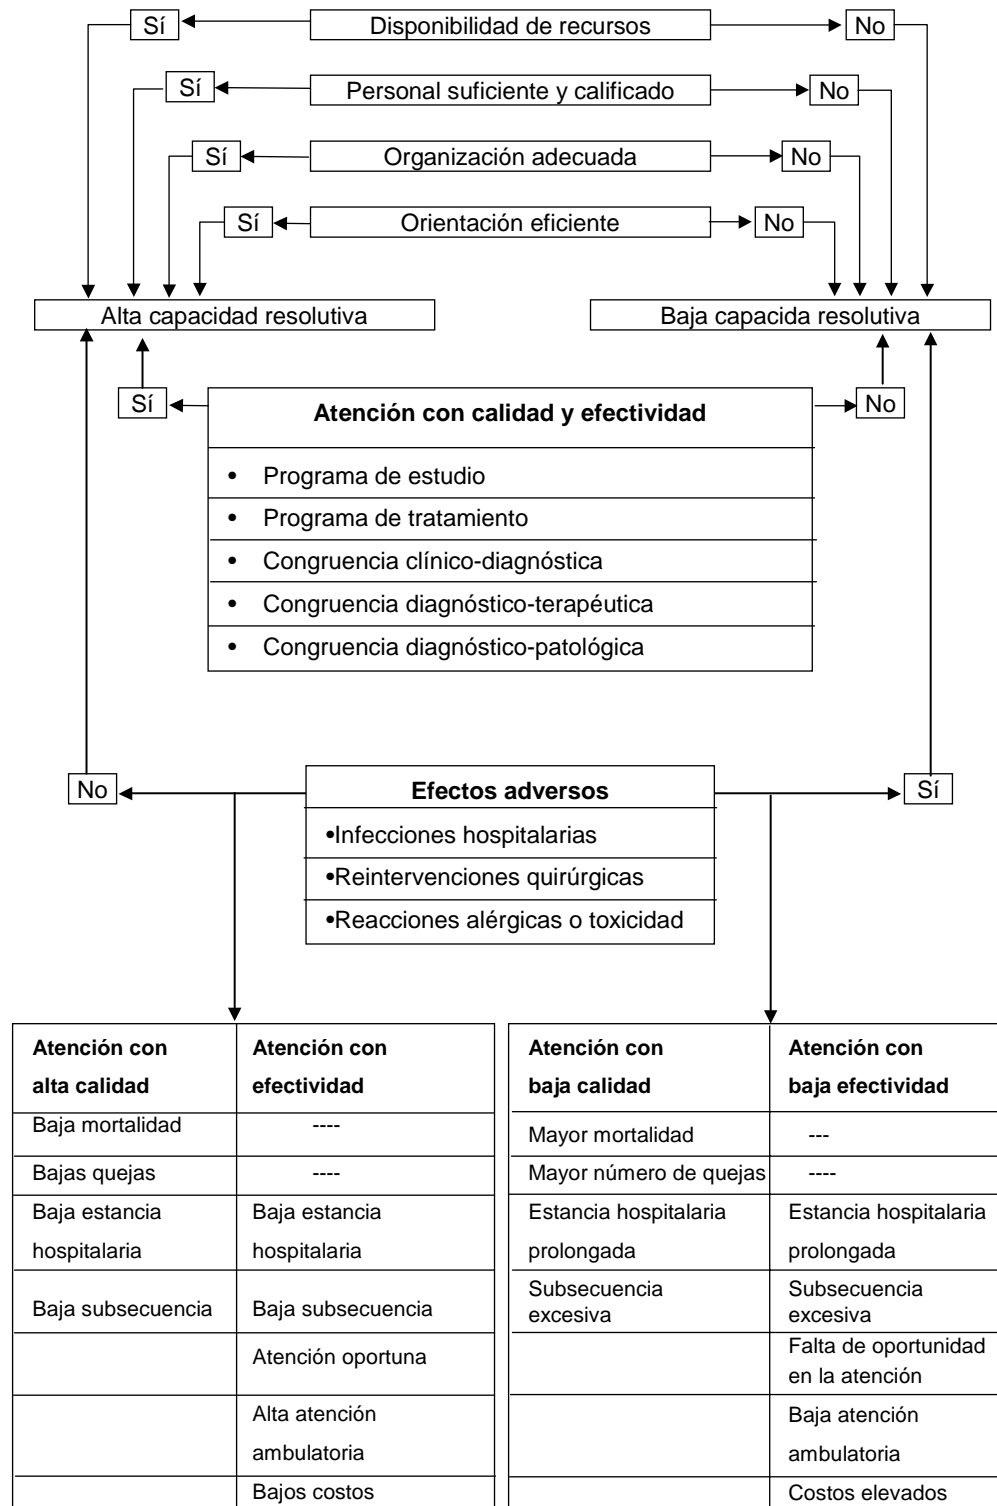 Sí
Disponibilidad de recursos
No
Sí
Personal suficiente y calificado
No
Sí
Organización adecuada
No
Sí
Orientación eficiente
No
Alta capacidad resolutiva
Baja capacida resolutiva
Sí
Atención con calidad y efectividad
No
• Programa de estudio
• Programa de tratamiento
• Congruencia clínico-diagnóstica
• Congruencia diagnóstico-terapéutica
• Congruencia diagnóstico-patológica
No
Efectos adversos
Sí
•Infecciones hospitalarias
•Reintervenciones quirúrgicas
•Reacciones alérgicas o toxicidad
Atención con
alta calidad
Atención con
efectividad
Baja mortalidad
----
Bajas quejas
----
Baja estancia
hospitalaria
Baja estancia
hospitalaria
Baja subsecuencia
Baja subsecuencia
Atención oportuna
Alta atención
ambulatoria
Bajos costos
Atención con
baja calidad
Atención con
baja efectividad
Mayor mortalidad
---
Mayor número de quejas
----
Estancia hospitalaria
prolongada
Estancia hospitalaria
prolongada
Subsecuencia
excesiva
Subsecuencia
excesiva
Falta de oportunidad
en la atención
Baja atención
ambulatoria
Costos elevados